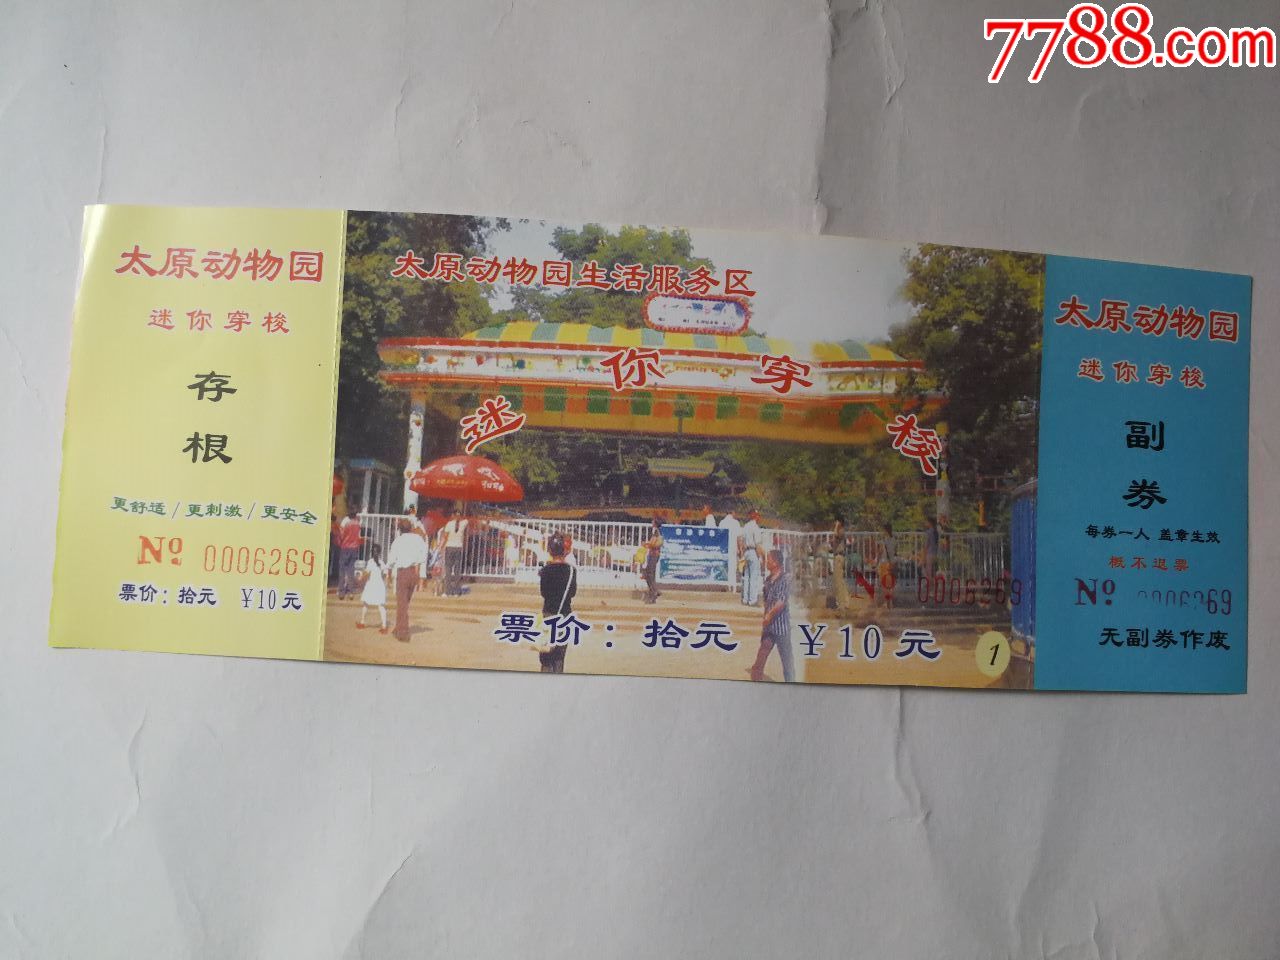 7788.com
太原动物园
迷你穿梭
存
根
更舒适/更刺激/更安全
№ 0006269
票价：拾元 ￥10元
太原动物园生活服务区
迷你穿梭
№ 0006269
票价：拾元 ￥10元
1
太原动物园
迷你穿梭
副
券
每券一人 盖章生效
概不退票
№ 0006269
无副券作废